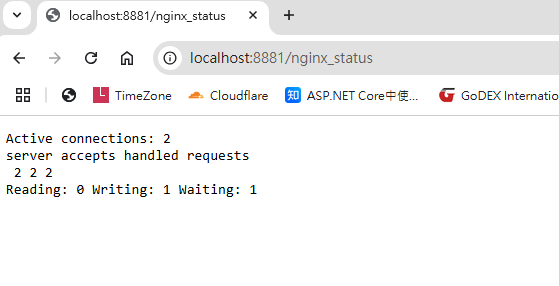 localhost:8881/nginx_status
localhost:8881/nginx_status
TimeZone
Cloudflare
知
ASP.NET Core中使...
GoDEX Internatio
Active connections: 2
server accepts handled requests
2 2 2
Reading: 0 Writing: 1 Waiting: 1